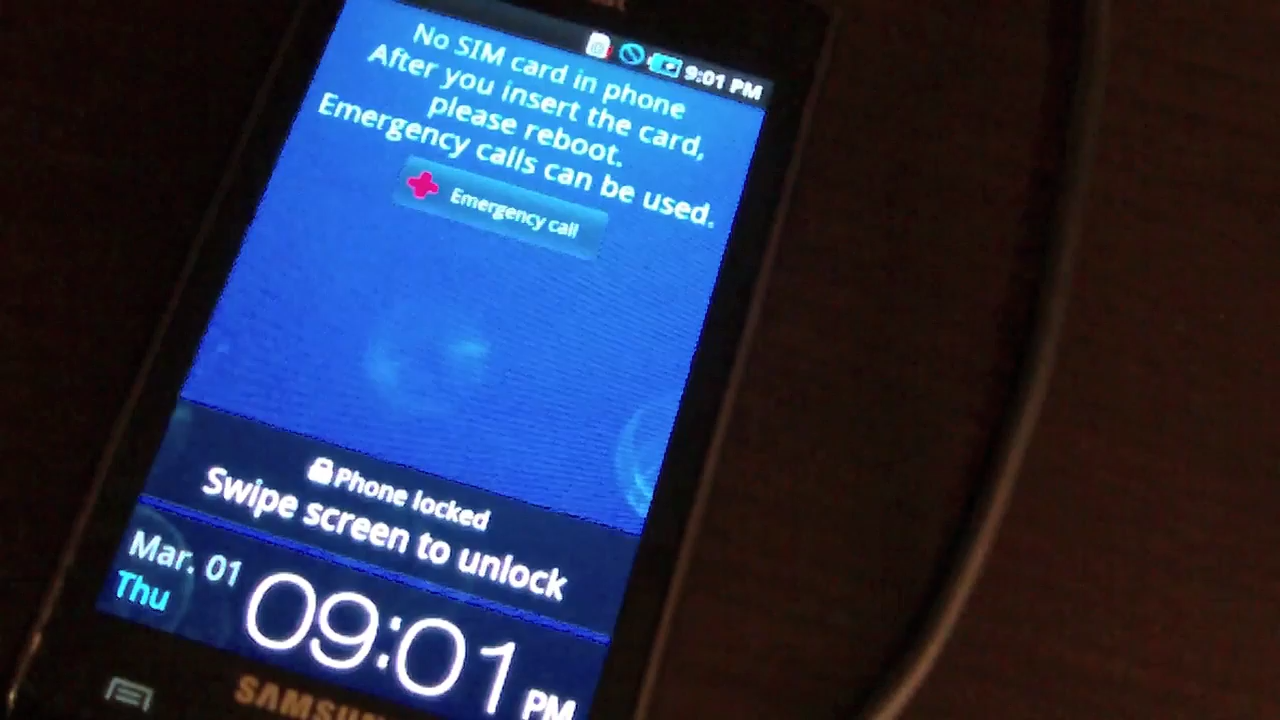 9:01 PM
No SIM card in phone
After you insert the card,
please reboot.
Emergency calls can be used.
Emergency call
Phone locked
Swipe screen to unlock
Mar. 01
Thu
09:01 PM